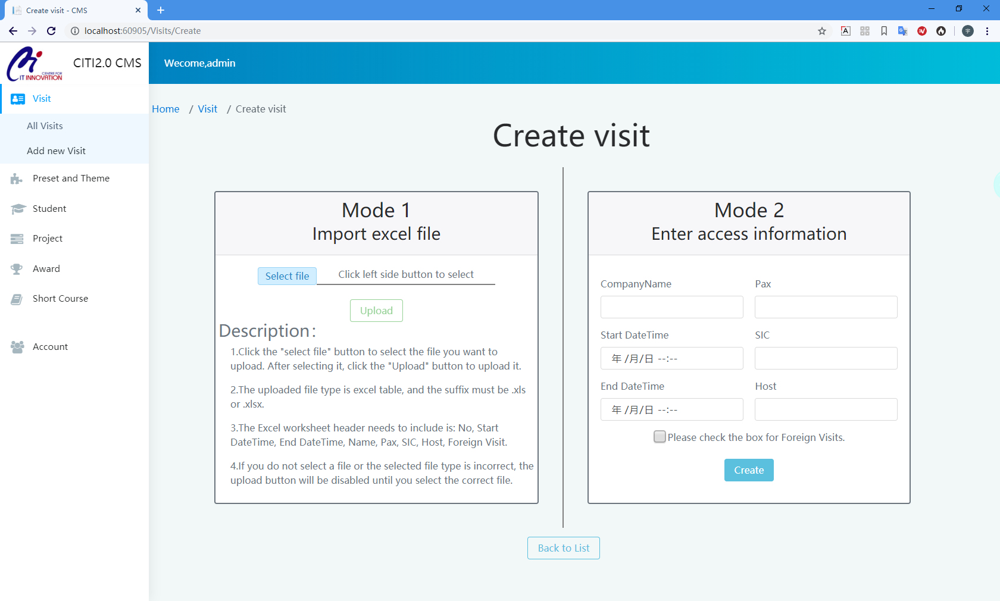 Create visit - CMS
localhost:60905/Visits/Create
CENTRE FOR
IT INNOVATION
CITI2.0 CMS
Wecome,admin
Visit
All Visits
Add new Visit
Preset and Theme
Student
Project
Award
Short Course
Account
Home / Visit / Create visit
Create visit
Mode 1
Import excel file
Select file
Click left side button to select
Upload
Description:
1.Click the "select file" button to select the file you want to
upload. After selecting it, click the "Upload" button to upload it.
2.The uploaded file type is excel table, and the suffix must be .xls
or .xlsx.
3.The Excel worksheet header needs to include is: No, Start
DateTime, End DateTime, Name, Pax, SIC, Host, Foreign Visit.
4.If you do not select a file or the selected file type is incorrect, the
upload button will be disabled until you select the correct file.
Mode 2
Enter access information
CompanyName
Pax
Start DateTime
SIC
年 /月/日 --:--
End DateTime
Host
年 /月/日 --:--
Please check the box for Foreign Visits.
Create
Back to List